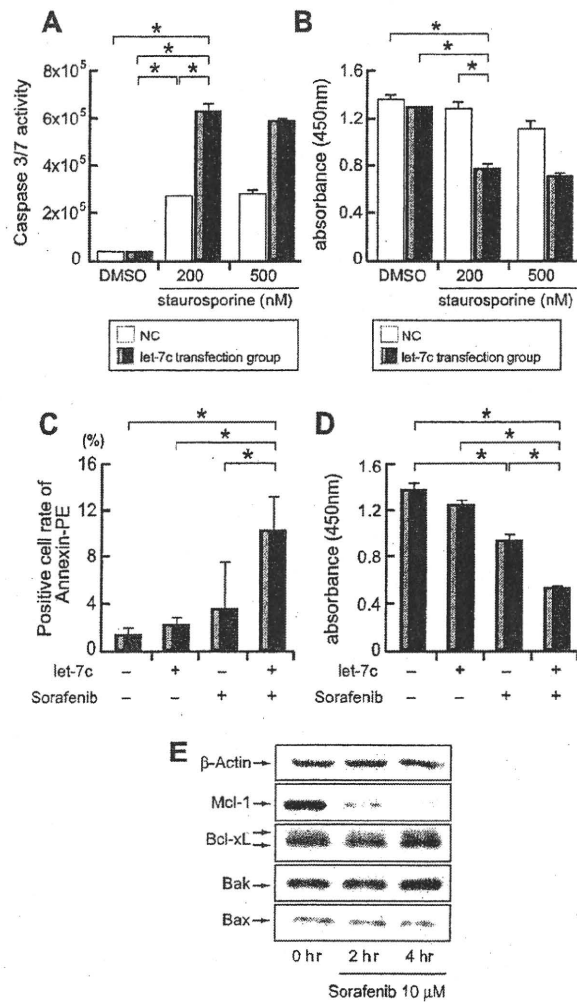 A
*
*
* *
Caspase 3/7 activity
8x10⁵
6x10⁵
4x10⁵
2x10⁵
0
DMSO 200 500
staurosporine (nM)
NC
let-7c transfection group
B
*
*
*
absorbance (450nm)
1.6
1.2
0.8
0.4
0
DMSO 200 500
staurosporine (nM)
NC
let-7c transfection group
C
*
*
*
(%)
Positive cell rate of
Annexin-PE
16
12
8
4
0
let-7c – + – +
Sorafenib – – + +
D
*
*
* *
absorbance (450nm)
1.6
1.2
0.8
0.4
0
let-7c – + – +
Sorafenib – – + +
E
β-Actin
Mcl-1
Bcl-xL
Bak
Bax
0 hr 2 hr 4 hr
Sorafenib 10 μM